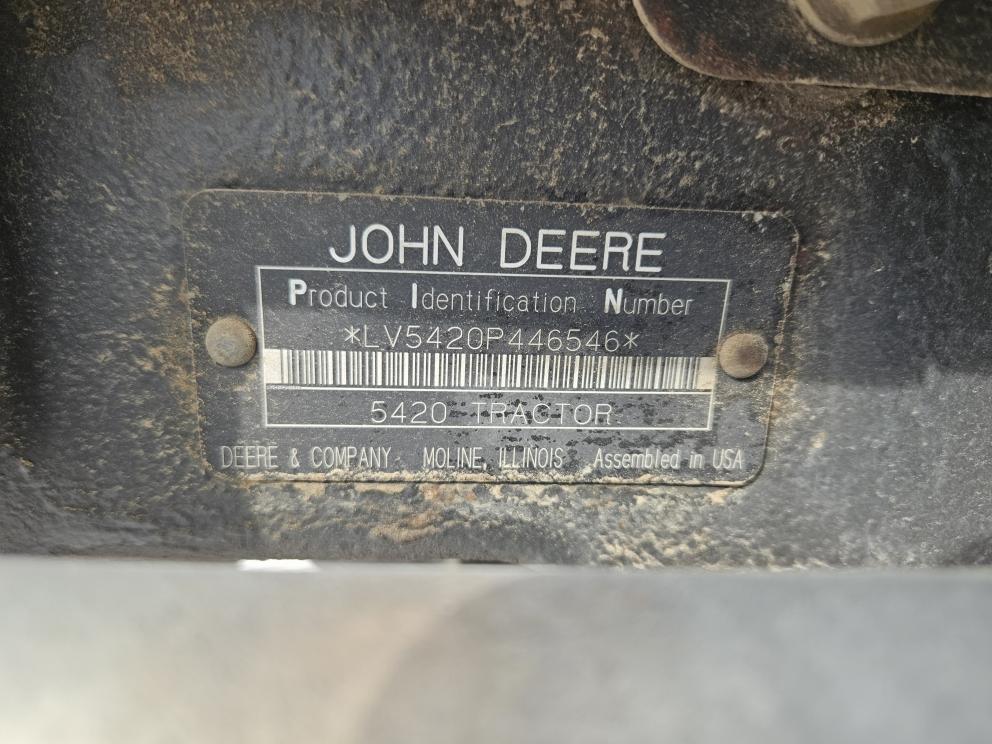 JOHN DEERE
Product Identification Number
*LV5420P446546*
5420 TRACTOR
DEERE & COMPANY MOLINE, ILLINOIS Assembled in USA